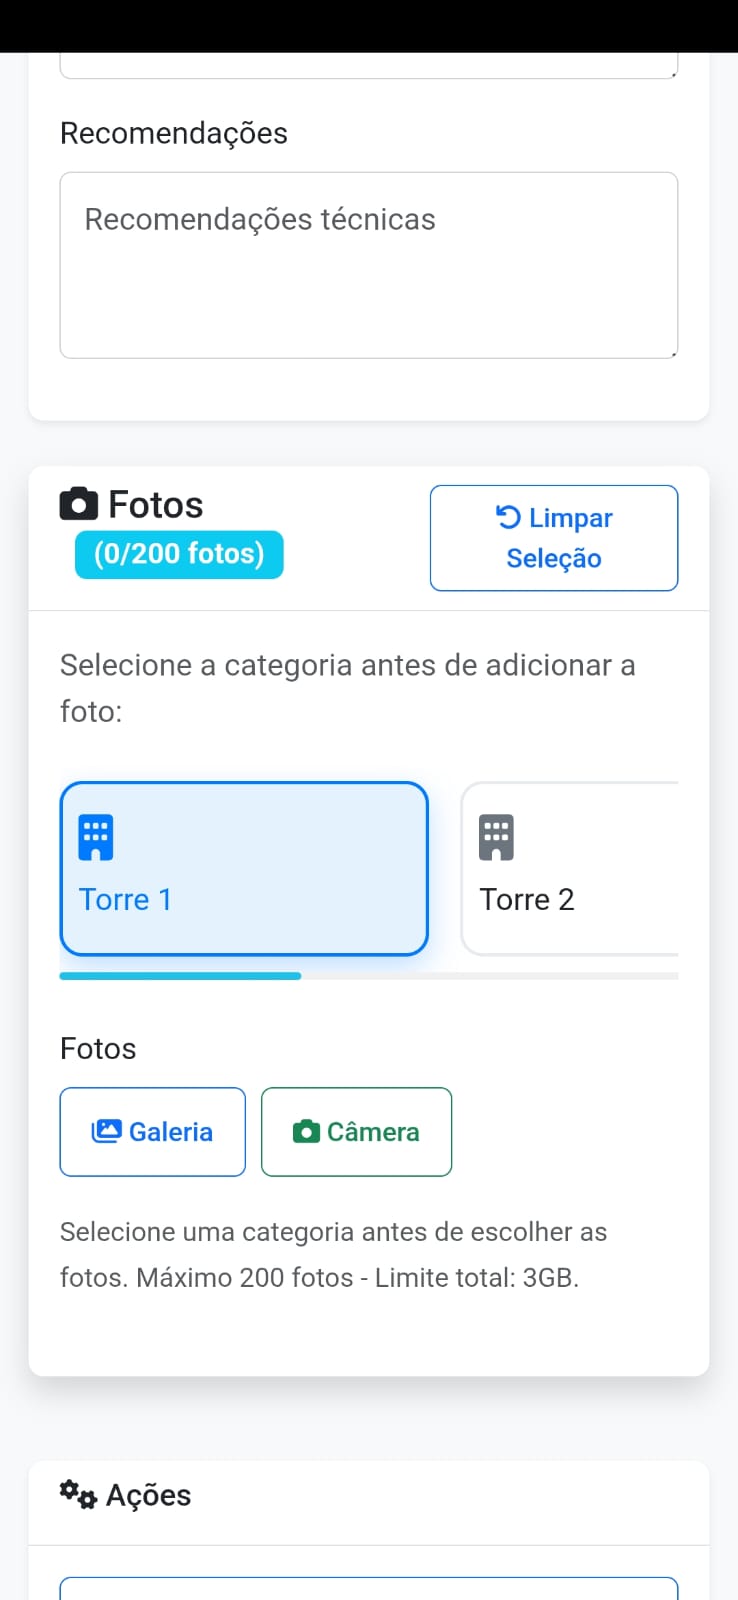 Recomendações
Recomendações técnicas
Fotos
(0/200 fotos)
Limpar
Seleção
Selecione a categoria antes de adicionar a
foto:
Torre 1
Torre 2
Fotos
Galeria
Câmera
Selecione uma categoria antes de escolher as
fotos. Máximo 200 fotos - Limite total: 3GB.
Ações